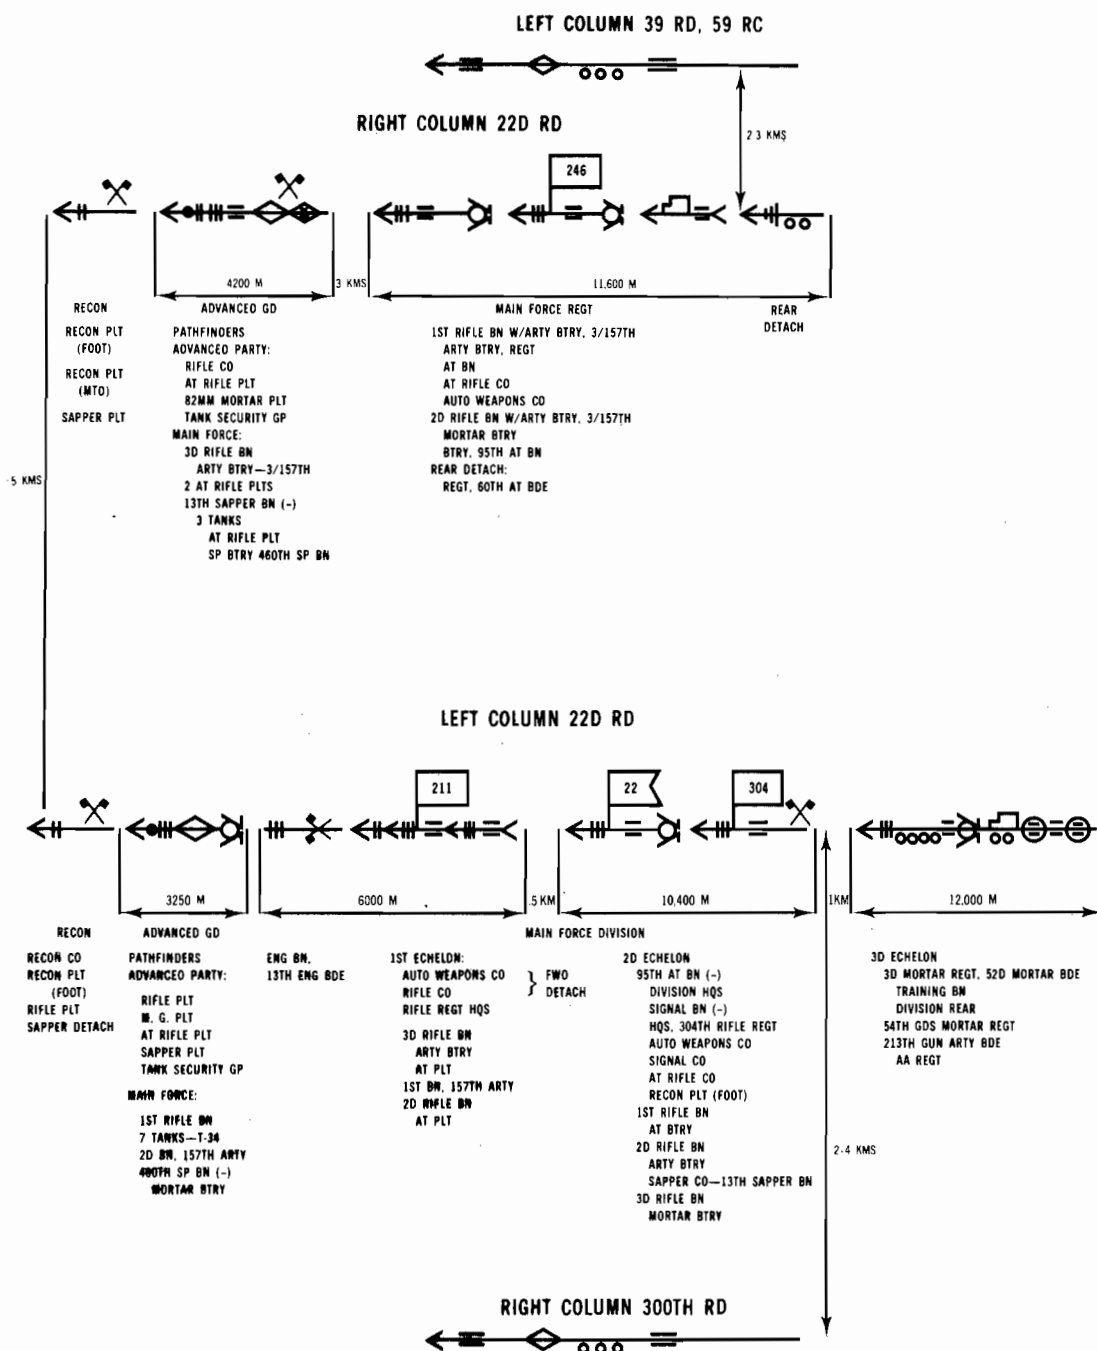 LEFT COLUMN 39 RD, 59 RC
2 3 KMS
RIGHT COLUMN 22D RD
246
4200 M
3 KMS
11,600 M
RECON
RECON PLT
(FOOT)
RECON PLT
(MTO)
SAPPER PLT
ADVANCED GD
PATHFINDERS
ADVANCED PARTY:
RIFLE CO
AT RIFLE PLT
82MM MORTAR PLT
TANK SECURITY GP
MAIN FORCE:
3D RIFLE BN
ARTY BTRY—3/157TH
2 AT RIFLE PLTS
13TH SAPPER BN (-)
3 TANKS
AT RIFLE PLT
SP BTRY 460TH SP BN
MAIN FORCE REGT
1ST RIFLE BN W/ARTY BTRY, 3/157TH
ARTY BTRY, REGT
AT BN
AT RIFLE CO
AUTO WEAPONS CO
2D RIFLE BN W/ARTY BTRY, 3/157TH
MORTAR BTRY
BTRY, 95TH AT BN
REAR DETACH:
REGT, 60TH AT BDE
REAR
DETACH
5 KMS
LEFT COLUMN 22D RD
211
22
304
3250 M
6000 M
.5 KM
10,400 M
1KM
12,000 M
RECON
RECON CO
RECON PLT
(FOOT)
RIFLE PLT
SAPPER DETACH
ADVANCED GD
PATHFINDERS
ADVANCED PARTY:
RIFLE PLT
M. G. PLT
AT RIFLE PLT
SAPPER PLT
TANK SECURITY GP
MAIN FORCE:
1ST RIFLE BN
7 TANKS—T-34
2D BN, 157TH ARTY
460TH SP BN (-)
MORTAR BTRY
MAIN FORCE DIVISION
ENG BN,
13TH ENG BDE
1ST ECHELON:
AUTO WEAPONS CO
RIFLE CO
RIFLE REGT HQS
} FWD
DETACH
3D RIFLE BN
ARTY BTRY
AT PLT
1ST BN, 157TH ARTY
2D RIFLE BN
AT PLT
2D ECHELON
95TH AT BN (-)
DIVISION HQS
SIGNAL BN (-)
HQS, 304TH RIFLE REGT
AUTO WEAPONS CO
SIGNAL CO
AT RIFLE CO
RECON PLT (FOOT)
1ST RIFLE BN
AT BTRY
2D RIFLE BN
ARTY BTRY
SAPPER CO—13TH SAPPER BN
3D RIFLE BN
MORTAR BTRY
3D ECHELON
3D MORTAR REGT, 52D MORTAR BDE
TRAINING BN
DIVISION REAR
54TH GDS MORTAR REGT
213TH GUN ARTY BDE
AA REGT
2-4 KMS
RIGHT COLUMN 300TH RD